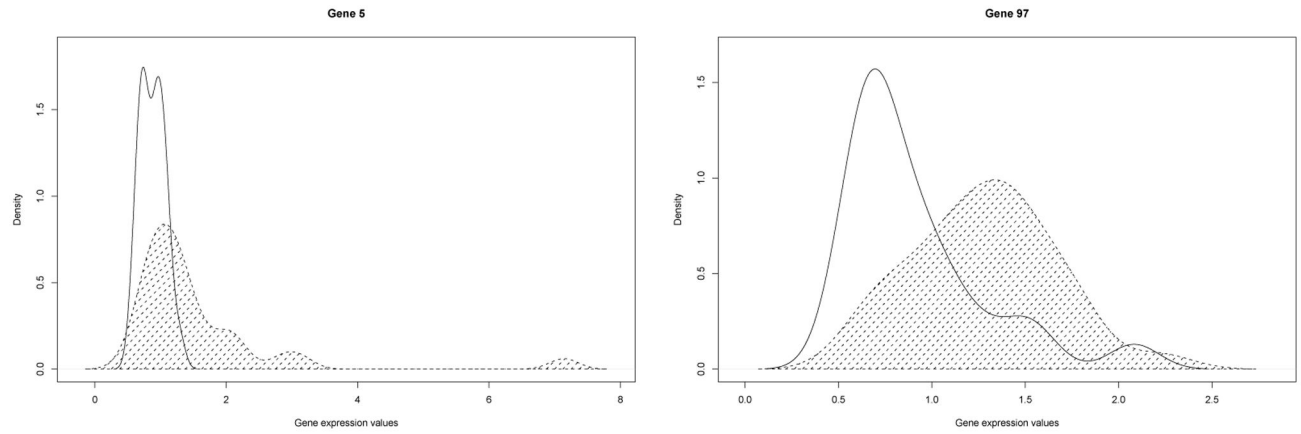 Gene 5
Density
0.0
0.5
1.0
1.5
0 2 4 6 8
Gene expression values
Gene 97
Density
0.0
0.5
1.0
1.5
0.0 0.5 1.0 1.5 2.0 2.5
Gene expression values